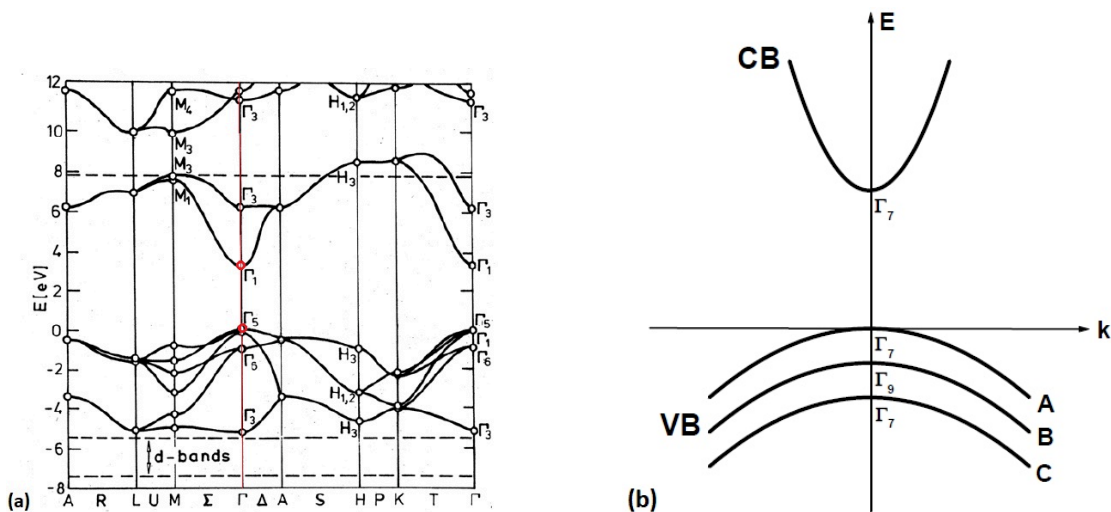 12
10
8
6
4
2
0
-2
-4
-6
-8
E [eV]
M₄
M₃
M₃
M₁
Γ₃
Γ₃
Γ₁
Γ₅
Γ₅
Γ₃
H₁,₂
H₃
H₃
H₁,₂
H₃
Γ₃
Γ₃
Γ₁
Γ₅
Γ₁
Γ₆
Γ₃
d-bands
A R L U M Σ Γ Δ A S H P K T Γ
(a)
E
CB
Γ₇
k
Γ₇
Γ₉
Γ₇
VB
A
B
C
(b)